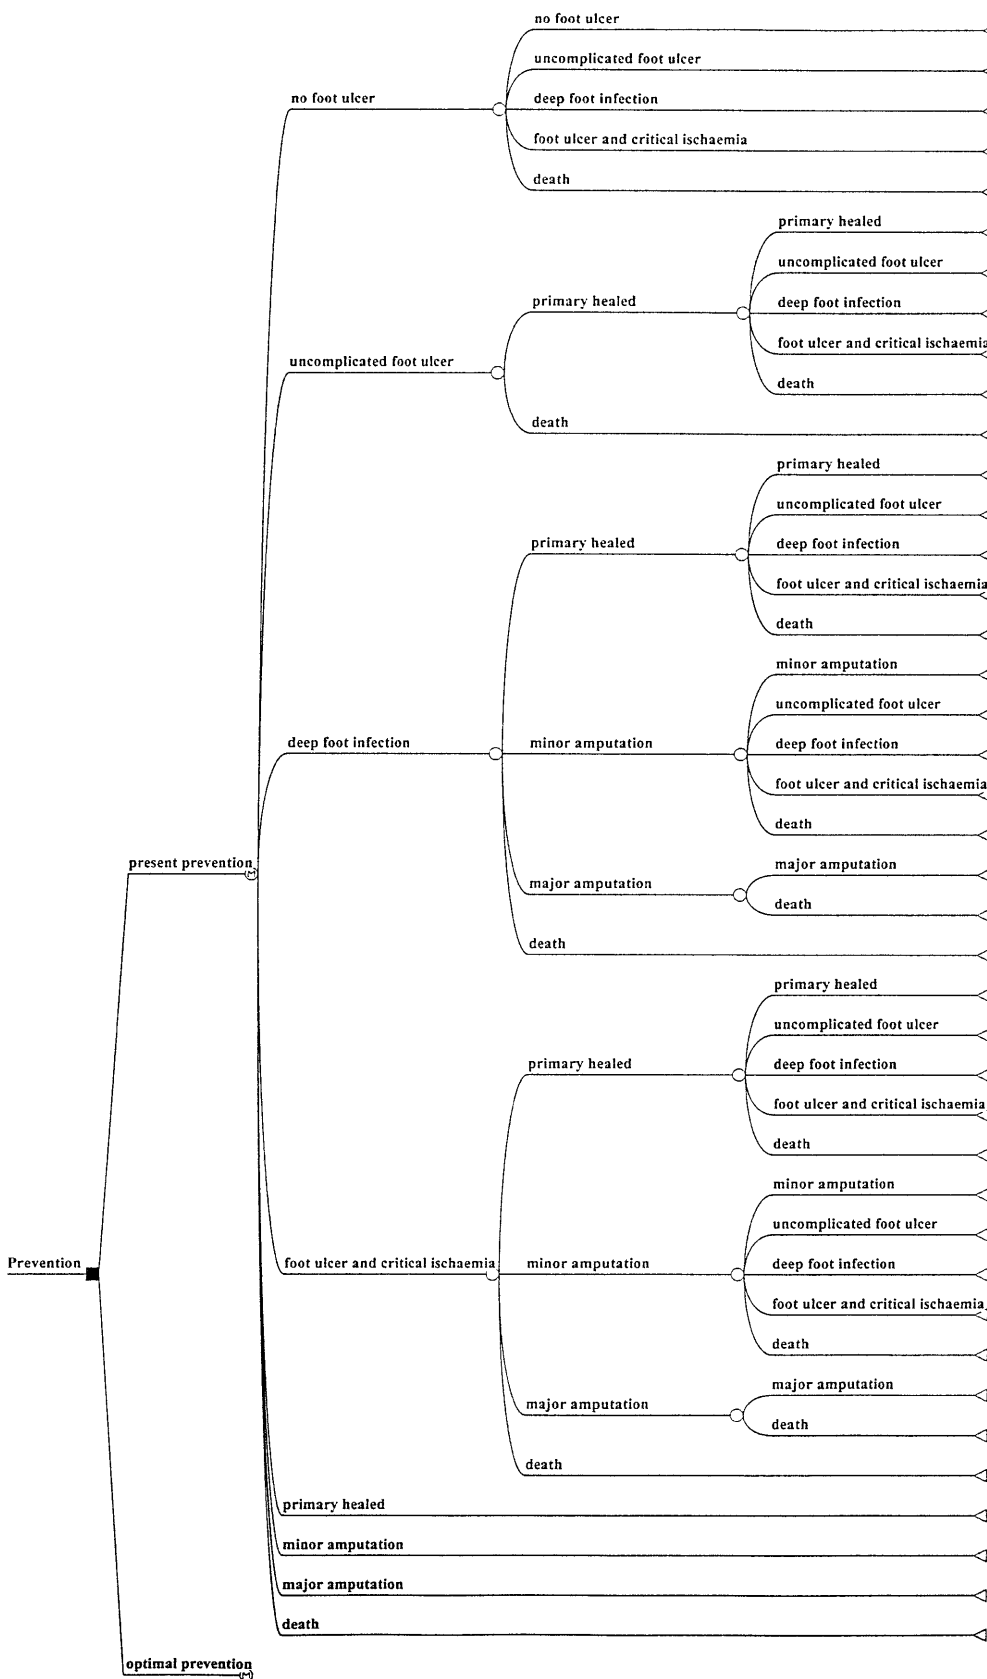 no foot ulcer
uncomplicated foot ulcer
no foot ulcer
deep foot infection
foot ulcer and critical ischaemia
death
primary healed
uncomplicated foot ulcer
primary healed
deep foot infection
foot ulcer and critical ischaemia
uncomplicated foot ulcer
death
death
primary healed
uncomplicated foot ulcer
primary healed
deep foot infection
foot ulcer and critical ischaemia
death
minor amputation
uncomplicated foot ulcer
deep foot infection
minor amputation
deep foot infection
foot ulcer and critical ischaemia
death
present prevention
M
major amputation
major amputation
death
death
primary healed
uncomplicated foot ulcer
primary healed
deep foot infection
foot ulcer and critical ischaemia
death
minor amputation
uncomplicated foot ulcer
Prevention
foot ulcer and critical ischaemia
minor amputation
deep foot infection
foot ulcer and critical ischaemia
death
major amputation
major amputation
death
death
primary healed
minor amputation
major amputation
death
optimal prevention
M